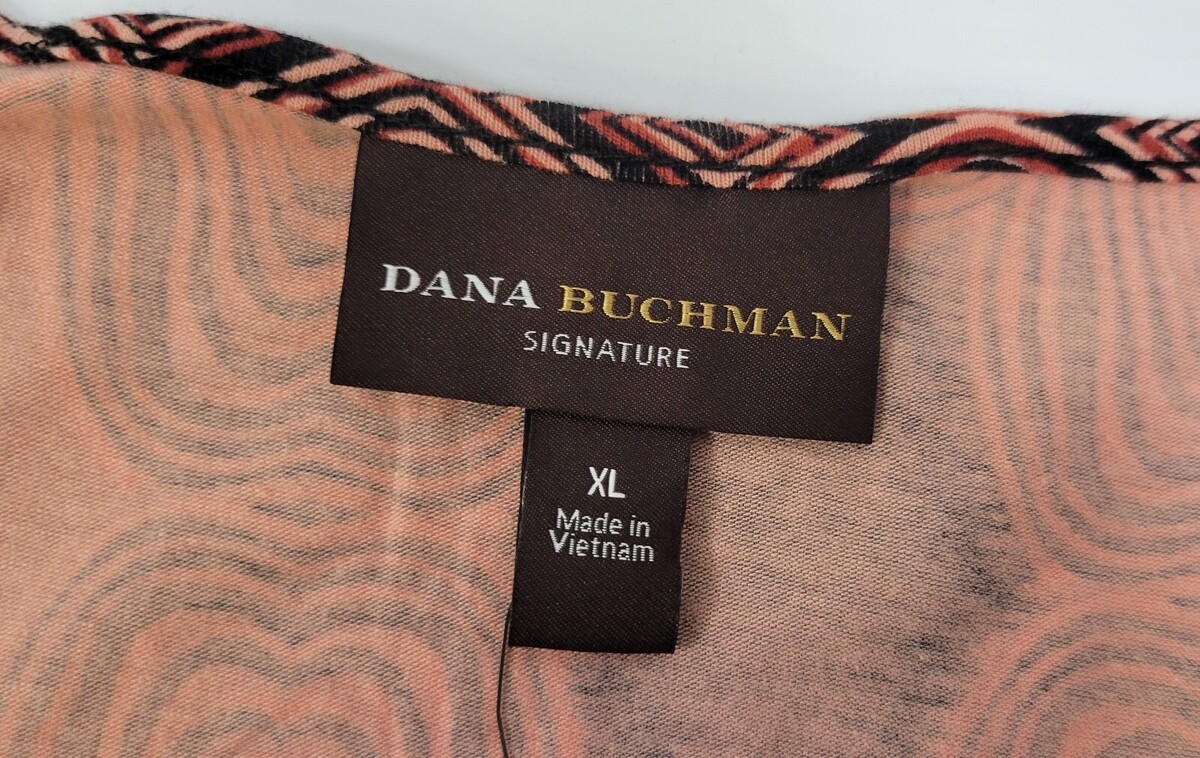 DANA BUCHMAN
SIGNATURE
XL
Made in
Vietnam